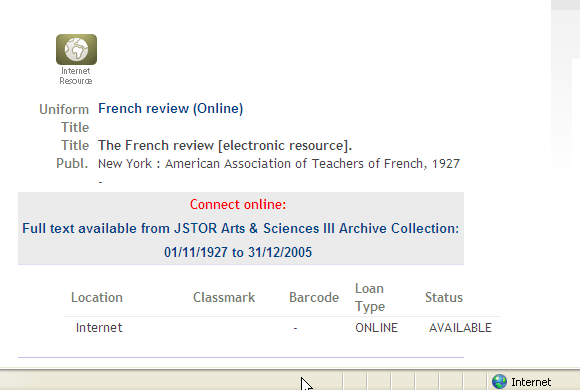 Internet
Resource
Uniform Title French review (Online)
Title The French review [electronic resource].
Publ. New York : American Association of Teachers of French, 1927
-
Connect online:
Full text available from JSTOR Arts & Sciences III Archive Collection:
01/11/1927 to 31/12/2005
Location Classmark Barcode Loan Type Status
Internet - ONLINE AVAILABLE
Internet